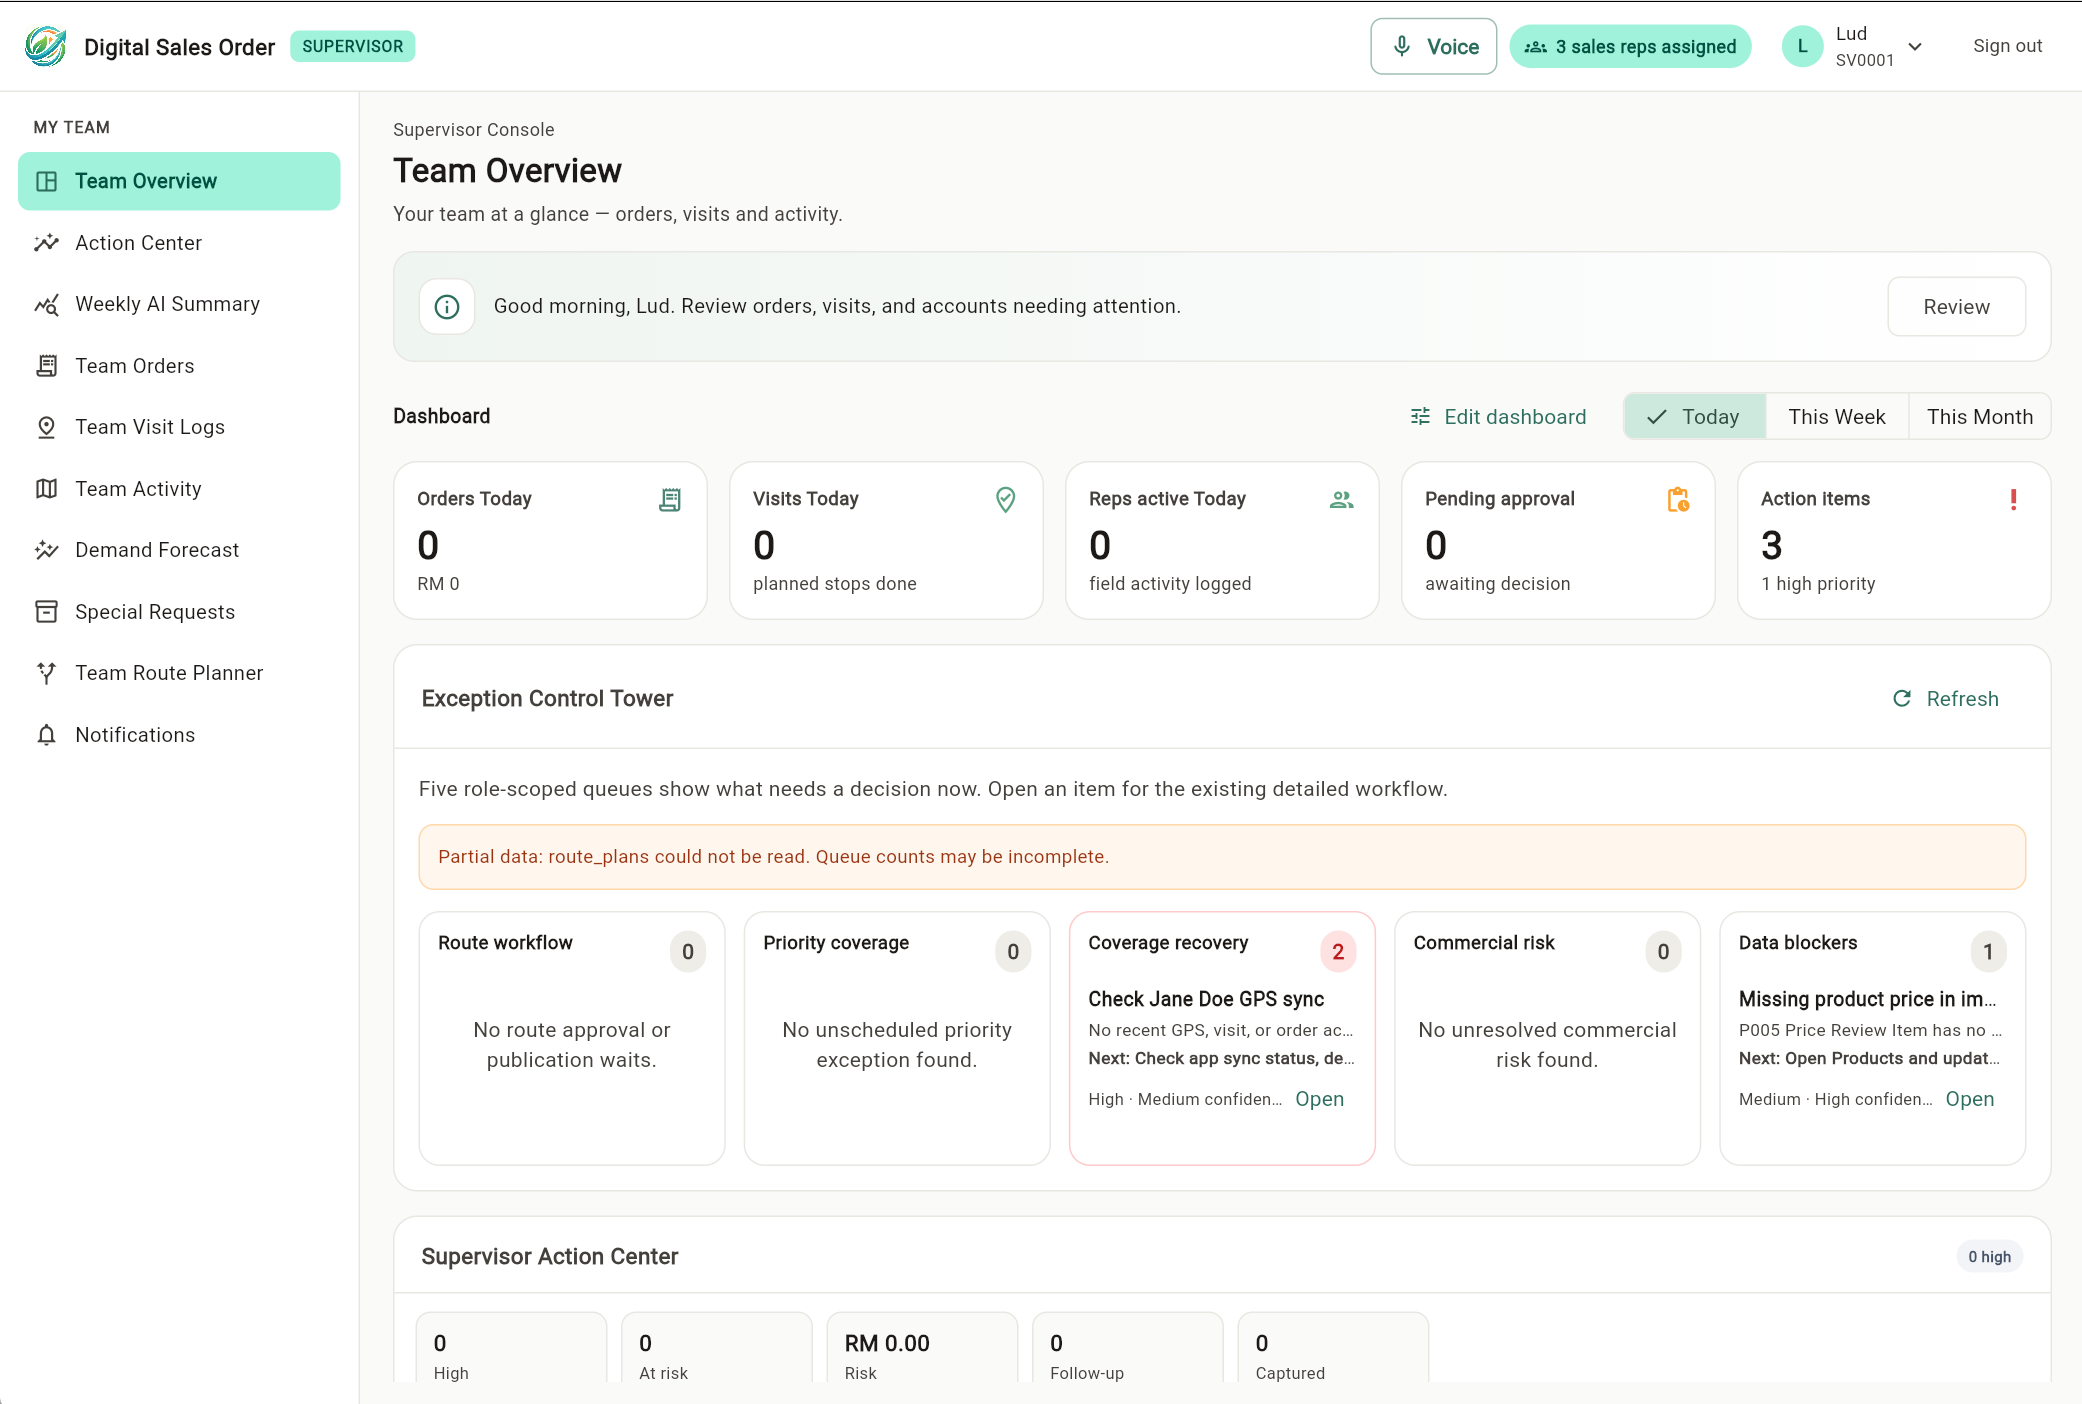 Digital Sales Order
SUPERVISOR
Voice
3 sales reps assigned
L
Lud
SV0001
Sign out
MY TEAM
Team Overview
Action Center
Weekly AI Summary
Team Orders
Team Visit Logs
Team Activity
Demand Forecast
Special Requests
Team Route Planner
Notifications
Supervisor Console
Team Overview
Your team at a glance — orders, visits and activity.
Good morning, Lud. Review orders, visits, and accounts needing attention.
Review
Dashboard
Edit dashboard
Today
This Week
This Month
Orders Today
0
RM 0
Visits Today
0
planned stops done
Reps active Today
0
field activity logged
Pending approval
0
awaiting decision
Action items
3
1 high priority
Exception Control Tower
Refresh
Five role-scoped queues show what needs a decision now. Open an item for the existing detailed workflow.
Partial data: route_plans could not be read. Queue counts may be incomplete.
Route workflow
0
No route approval or
publication waits.
Priority coverage
0
No unscheduled priority
exception found.
Coverage recovery
2
Check Jane Doe GPS sync
No recent GPS, visit, or order ac...
Next: Check app sync status, de...
High · Medium confiden...
Open
Commercial risk
0
No unresolved commercial
risk found.
Data blockers
1
Missing product price in im...
P005 Price Review Item has no ...
Next: Open Products and updat...
Medium · High confiden...
Open
Supervisor Action Center
0 high
0
High
0
At risk
RM 0.00
Risk
0
Follow-up
0
Captured